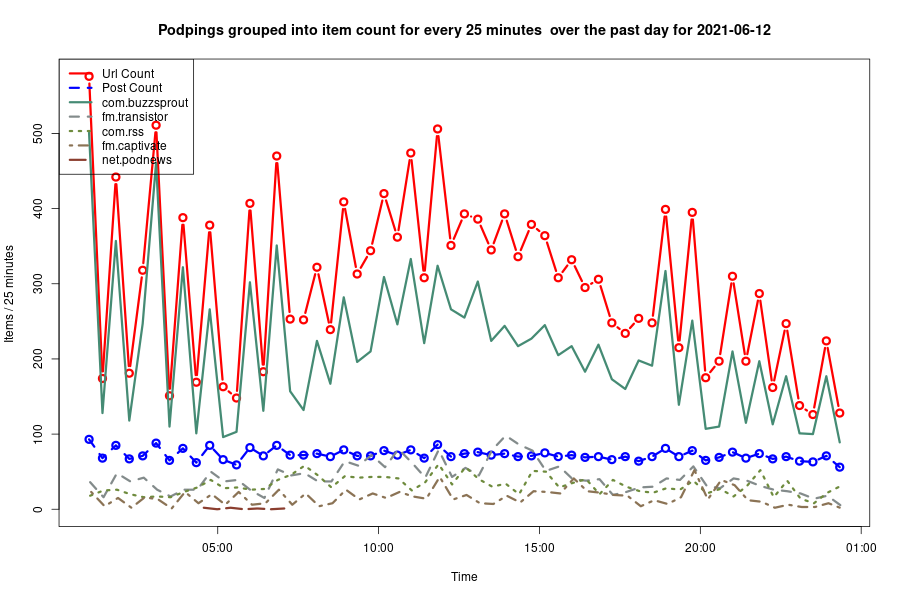 Podpings grouped into item count for every 25 minutes  over the past day for 2021-06-12
Url Count
Post Count
com.buzzsprout
fm.transistor
com.rss
fm.captivate
net.podnews
500
400
300
200
100
0
Items / 25 minutes
05:00 10:00 15:00 20:00 01:00
Time